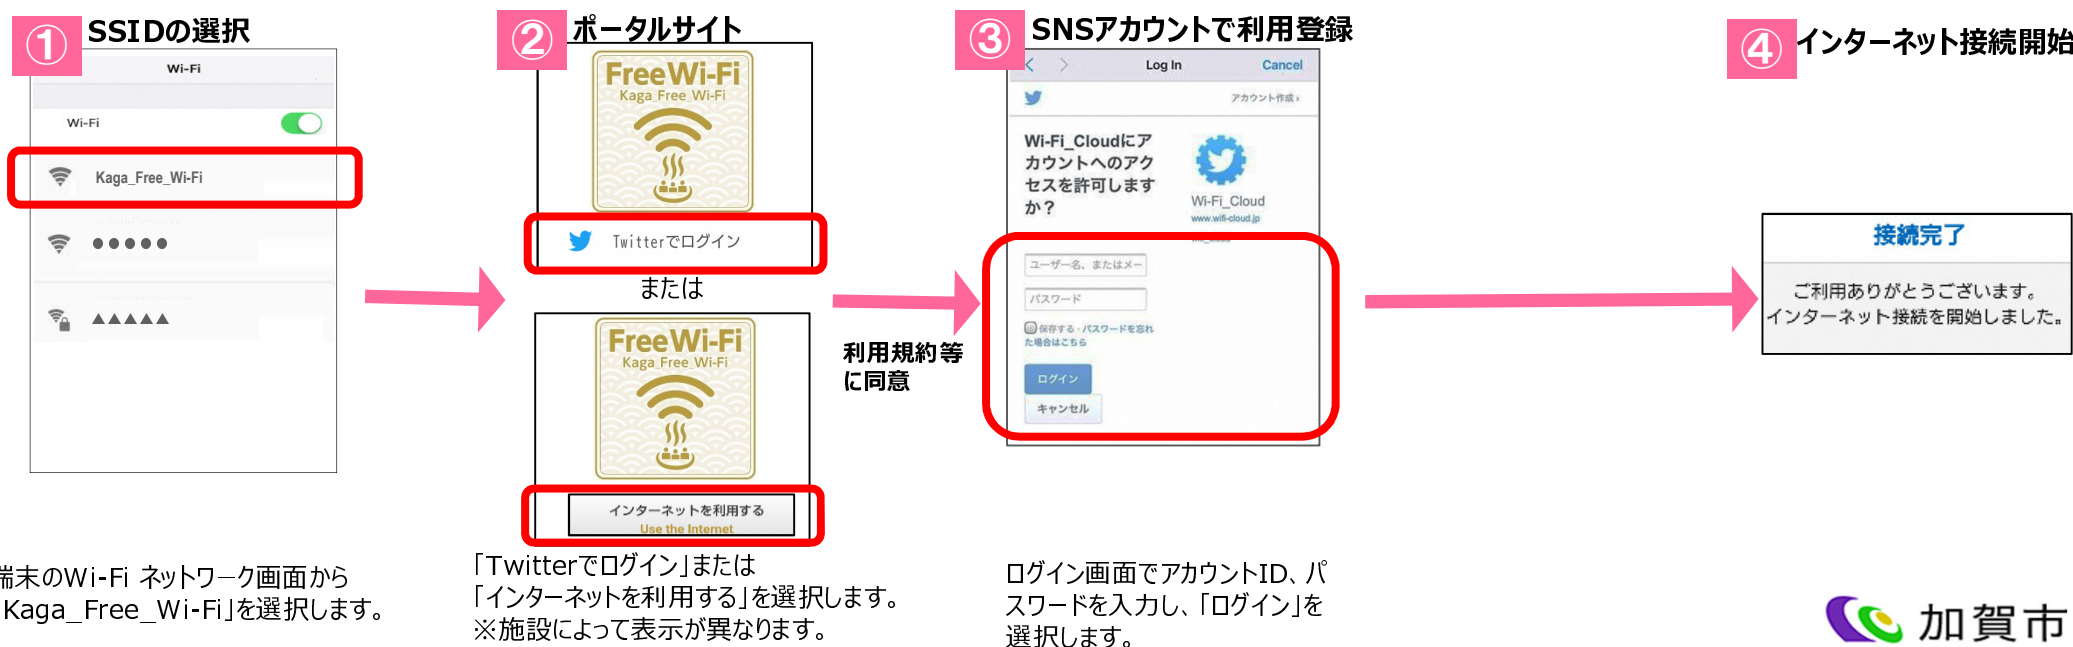 ① SSIDの選択
Wi-Fi
Wi-Fi
Kaga_Free_Wi-Fi
●●●●●
▲▲▲▲▲
端末のWi-Fi ネットワーク画面から
Kaga_Free_Wi-Fi」を選択します。
② ポータルサイト
Free Wi-Fi
Kaga_Free_Wi-Fi
Twitterでログイン
または
Free Wi-Fi
Kaga_Free_Wi-Fi
インターネットを利用する
Use the Internet
「Twitterでログイン」または
「インターネットを利用する」を選択します。
※施設によって表示が異なります。
利用規約等
に同意
③ SNSアカウントで利用登録
Log In
Cancel
アカウント作成 ›
Wi-Fi_Cloudにア
カウントへのアク
セスを許可します
か?
Wi-Fi_Cloud
www.wifi-cloud.jp
ユーザー名、またはメー
パスワード
保存する · パスワードを忘れ
た場合はこちら
ログイン
キャンセル
ログイン画面でアカウントID、パ
スワードを入力し、「ログイン」を
選択します。
④ インターネット接続開始
接続完了
ご利用ありがとうございます。
インターネット接続を開始しました。
加賀市